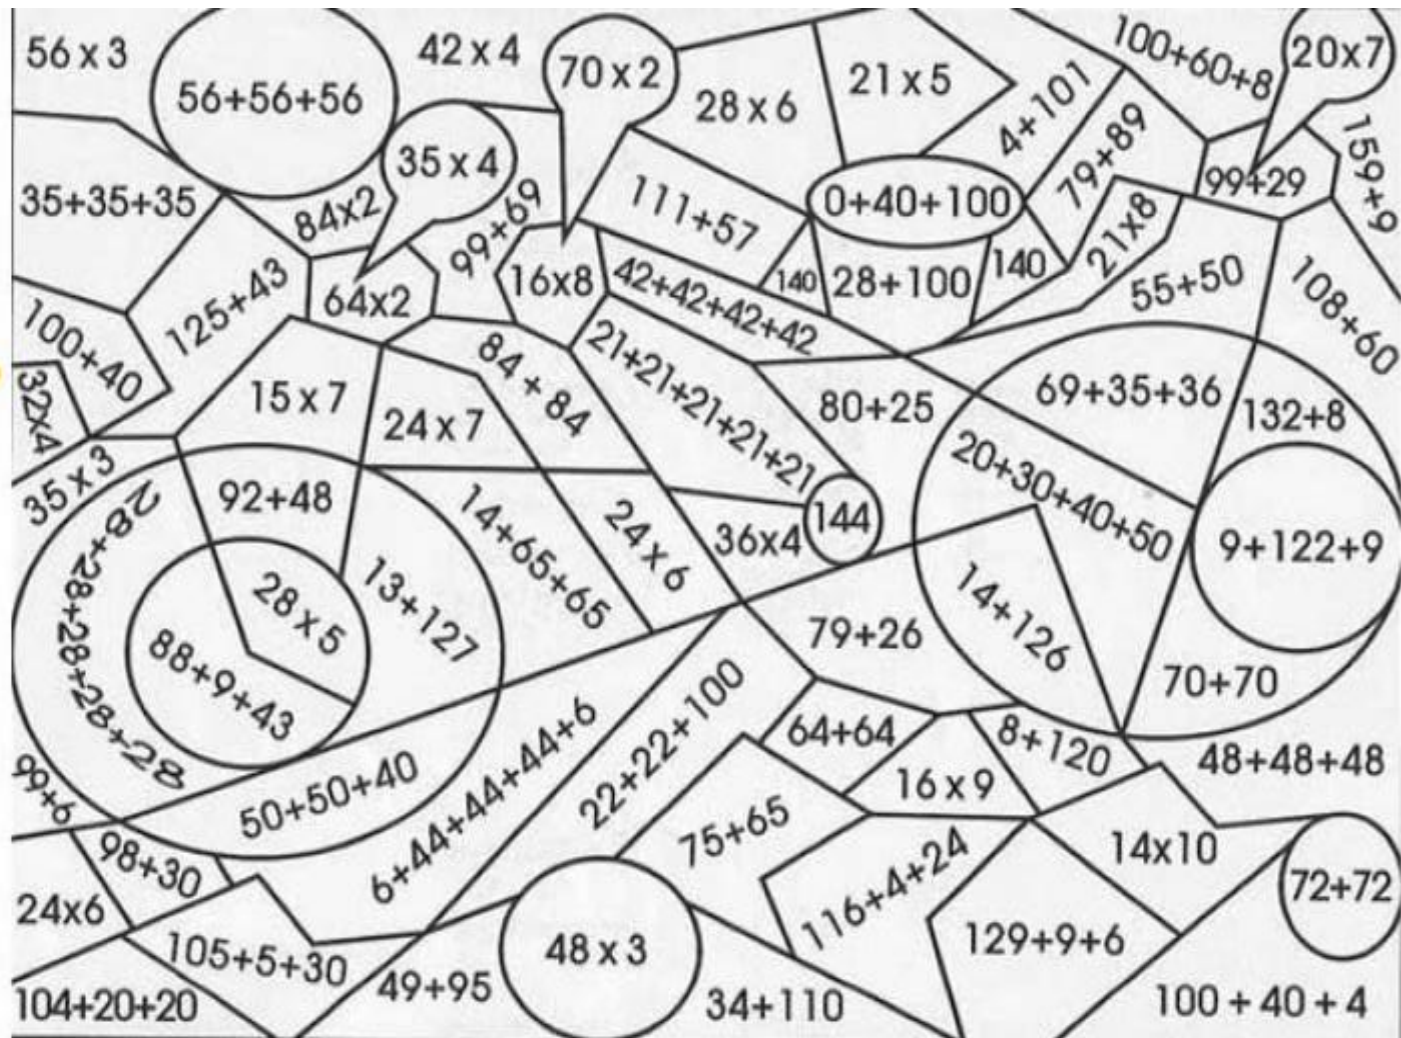 56 x 3
56+56+56
42 x 4
70 x 2
28 x 6
21 x 5
4+101
100+60+8
20x7
35+35+35
84x2
35 x 4
99+69
111+57
0+40+100
79+89
99+29
159+9
125+43
64x2
16x8
42+42+42+42
140
28+100
140
21x8
55+50
108+60
100+40
32x4
15 x 7
24 x 7
84 + 84
21+21+21+21+21
80+25
69+35+36
132+8
35 x 3
92+48
14+65+65
24 x 6
36x4
144
20+30+40+50
9+122+9
28+28+28+28+28
28 x 5
13+127
88+9+43
79+26
14+126
70+70
99+6
50+50+40
6+44+44+44+6
22+22+100
64+64
8+120
48+48+48
16 x 9
98+30
75+65
14x10
24x6
116+4+24
72+72
105+5+30
48 x 3
129+9+6
104+20+20
49+95
34+110
100 + 40 + 4